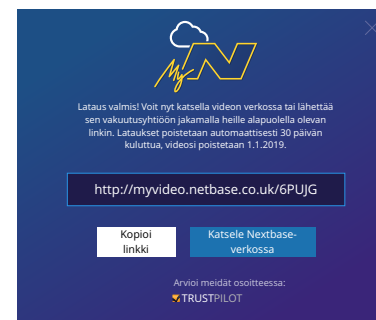 My N
Lataus valmis! Voit nyt katsella videon verkossa tai lähettää
sen vakuutusyhtiöön jakamalla heille alapuolella olevan
linkin. Lataukset poistetaan automaattisesti 30 päivän
kuluttua, videosi poistetaan 1.1.2019.
http://myvideo.netbase.co.uk/6PUJG
Kopioi
linkki
Katsele Nextbase-
verkossa
Arvioi meidät osoitteessa:
TRUSTPILOT